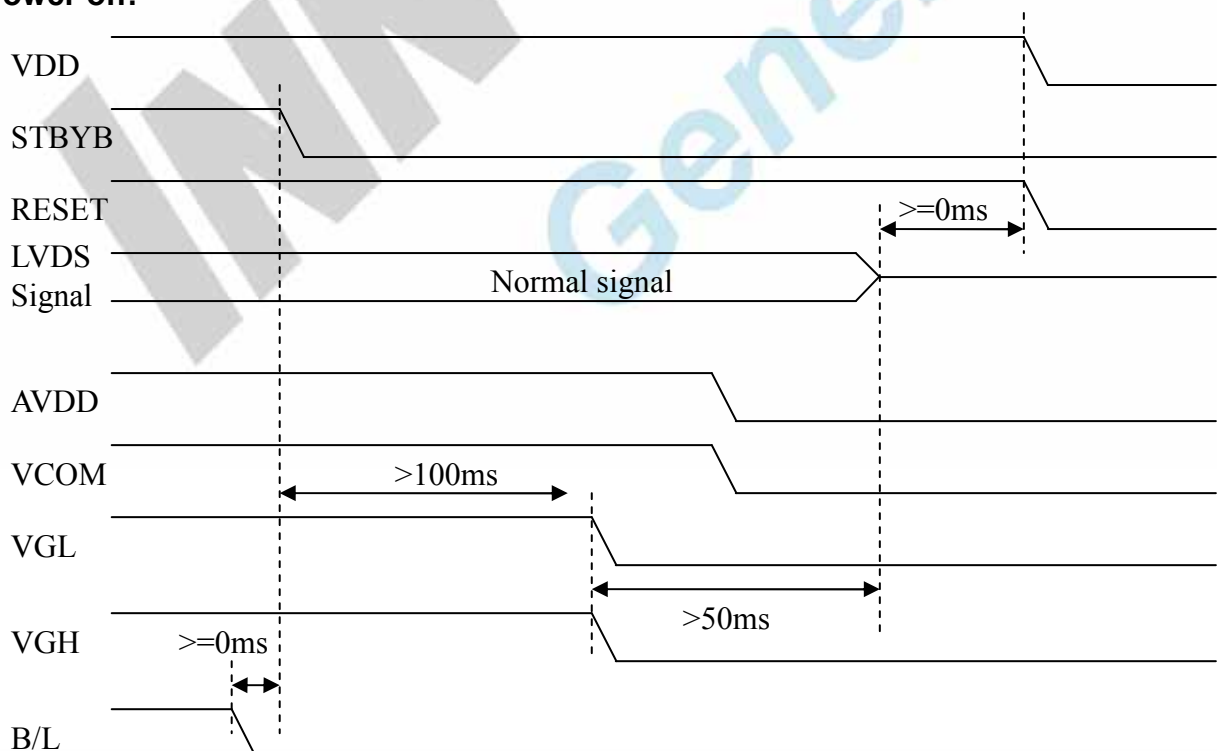 Power off:
VDD
STBYB
RESET
>=0ms
LVDS
Signal
Normal signal
AVDD
VCOM
>100ms
VGL
>50ms
VGH
>=0ms
B/L